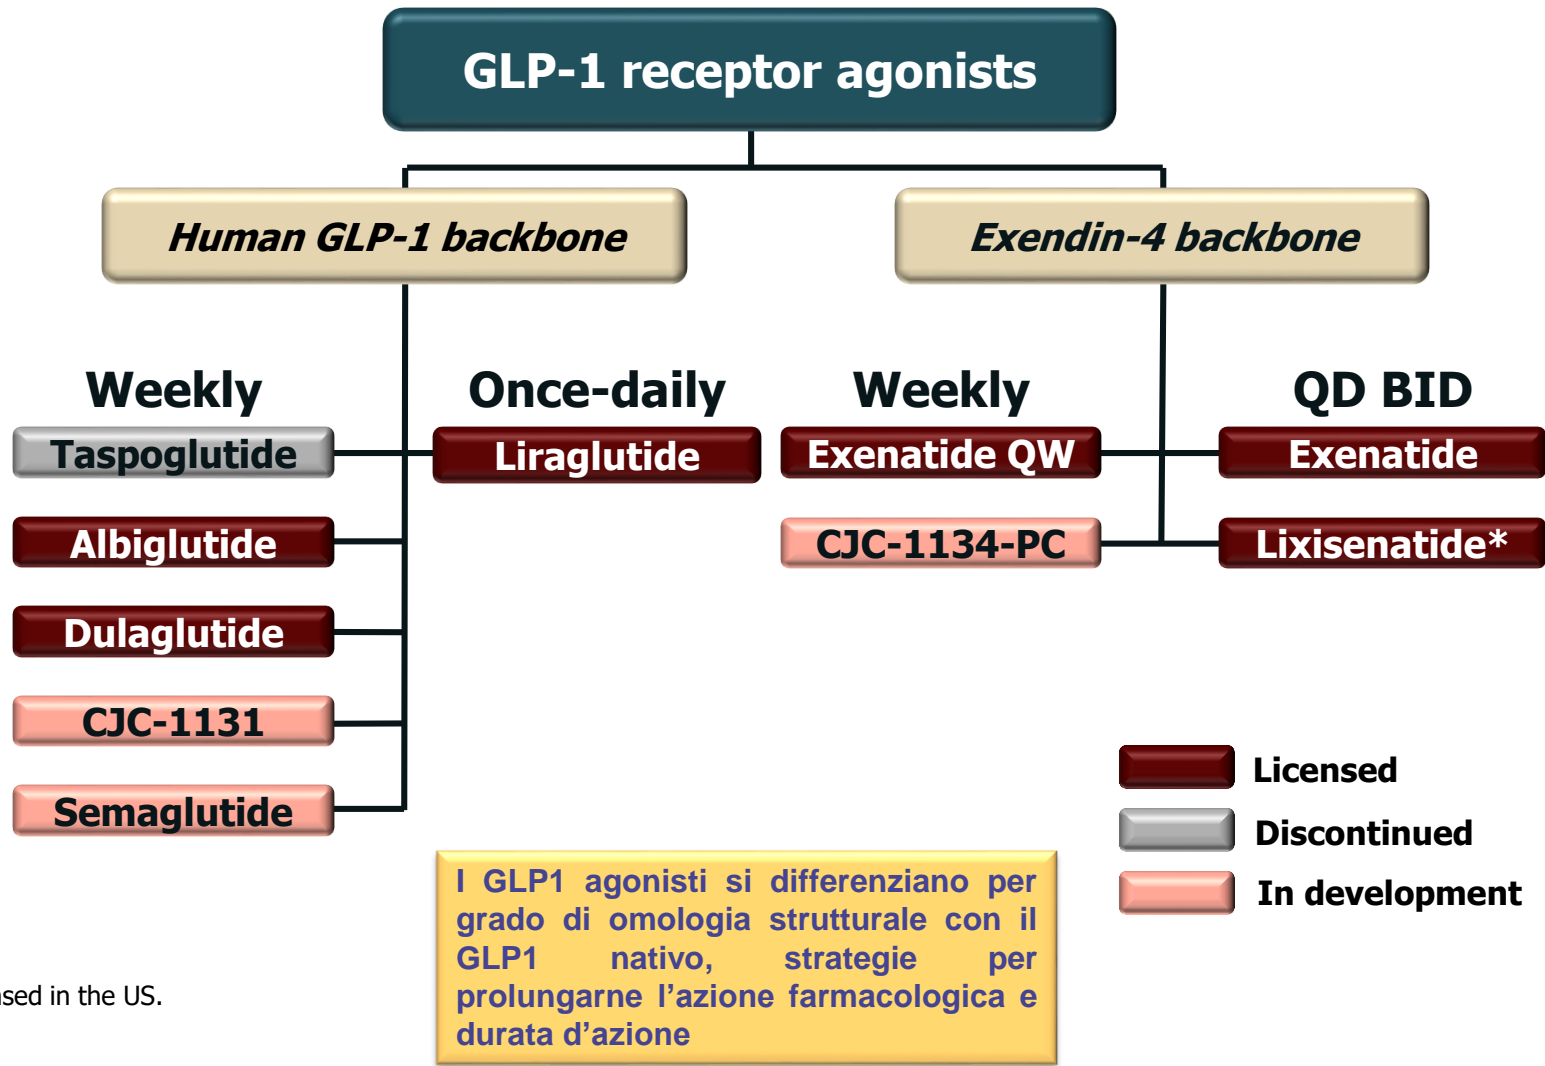 GLP-1 receptor agonists
Human GLP-1 backbone
Exendin-4 backbone
Weekly
Once-daily
Weekly
QD BID
Taspoglutide
Liraglutide
Exenatide QW
Exenatide
Albiglutide
CJC-1134-PC
Lixisenatide*
Dulaglutide
CJC-1131
Semaglutide
Licensed
Discontinued
In development
I GLP1 agonisti si differenziano per
grado di omologia strutturale con il
GLP1 nativo, strategie per
prolungarne l’azione farmacologica e
durata d’azione
in the US.